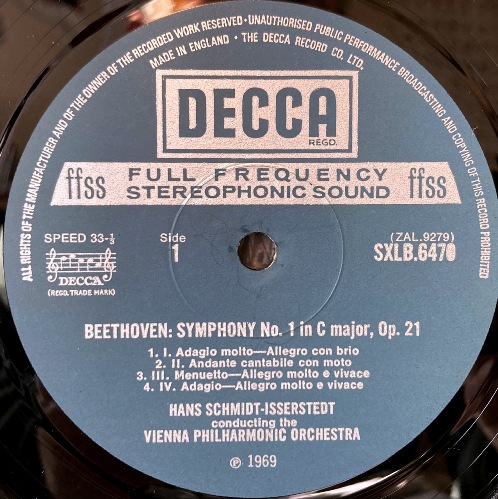 ALL RIGHTS OF THE MANUFACTURER AND OF THE OWNER OF THE RECORDED WORK RESERVED · UNAUTHORISED PUBLIC PERFORMANCE BROADCASTING AND COPYING OF THIS RECORD PROHIBITED
MADE IN ENGLAND · THE DECCA RECORD CO. LTD.
DECCA
REGD.
ffss FULL FREQUENCY STEREOPHONIC SOUND ffss
SPEED 33-⅓
DECCA
(REGD. TRADE MARK)
Side
1
(ZAL.9279)
SXLB.6470
BEETHOVEN: SYMPHONY No. 1 in C major, Op. 21
1. I. Adagio molto—Allegro con brio
2. II. Andante cantabile con moto
3. III. Menuetto—Allegro molto e vivace
4. IV. Adagio—Allegro molto e vivace
HANS SCHMIDT-ISSERSTEDT
conducting the
VIENNA PHILHARMONIC ORCHESTRA
℗ 1969